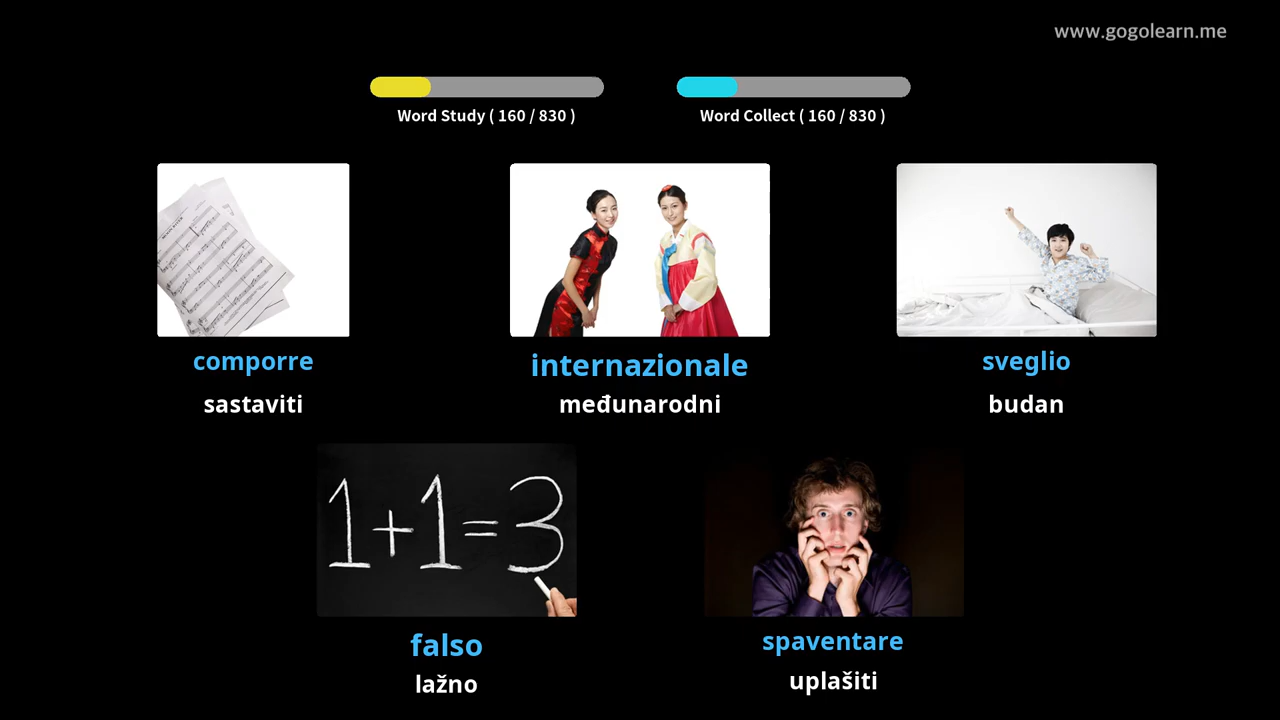 www.gogolearn.me
Word Study ( 160 / 830 )
Word Collect ( 160 / 830 )
comporre
sastaviti
internazionale
međunarodni
sveglio
budan
1+1=3
falso
lažno
spaventare
uplašiti